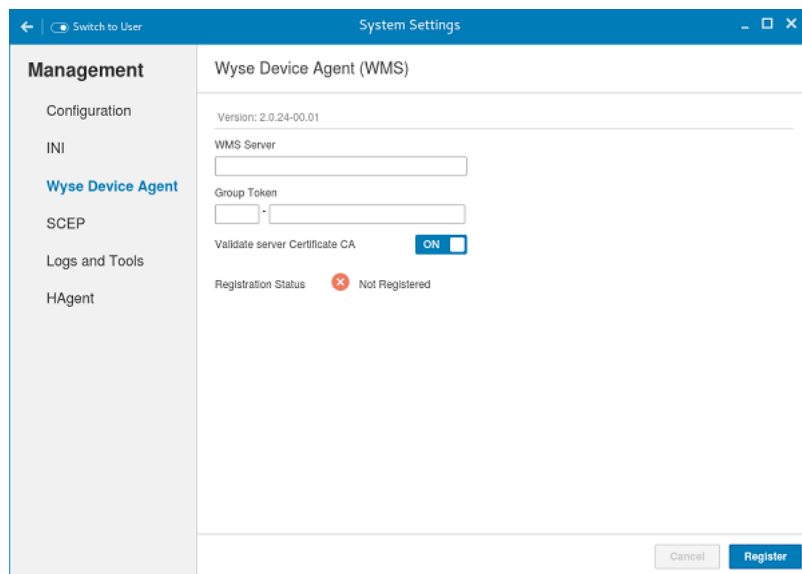 Switch to User
System Settings
Management
Configuration
INI
Wyse Device Agent
SCEP
Logs and Tools
HAgent
Wyse Device Agent (WMS)
Version: 2.0.24-00.01
WMS Server
Group Token
-
Validate server Certificate CA
ON
Registration Status
Not Registered
Cancel
Register